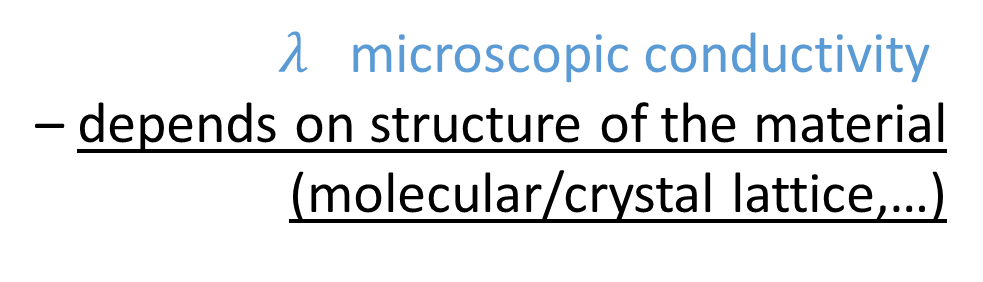 λ microscopic conductivity
– depends on structure of the material
(molecular/crystal lattice,...)